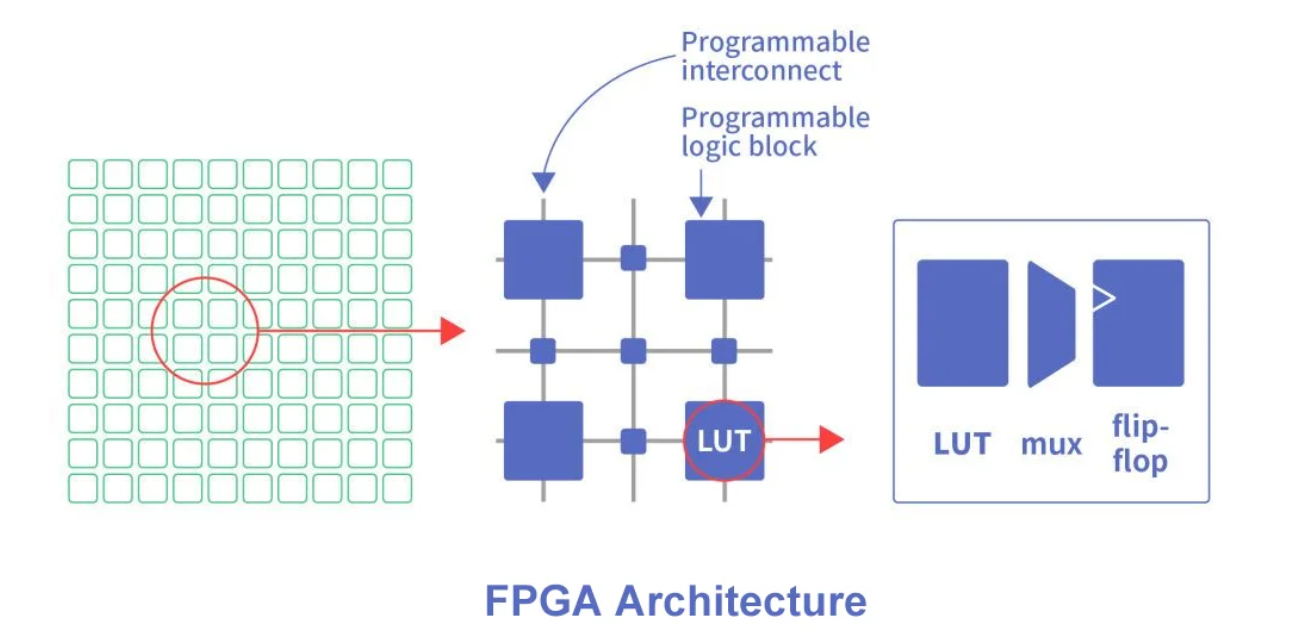 Programmable
interconnect
Programmable
logic block
LUT
LUT mux flip-
flop
FPGA Architecture